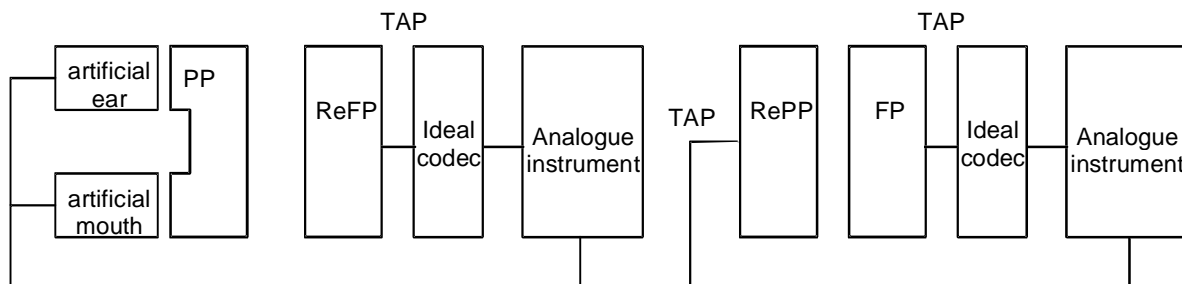 TAP
TAP
artificial
ear
PP
ReFP
Ideal
codec
Analogue
instrument
TAP
RePP
FP
Ideal
codec
Analogue
instrument
artificial
mouth